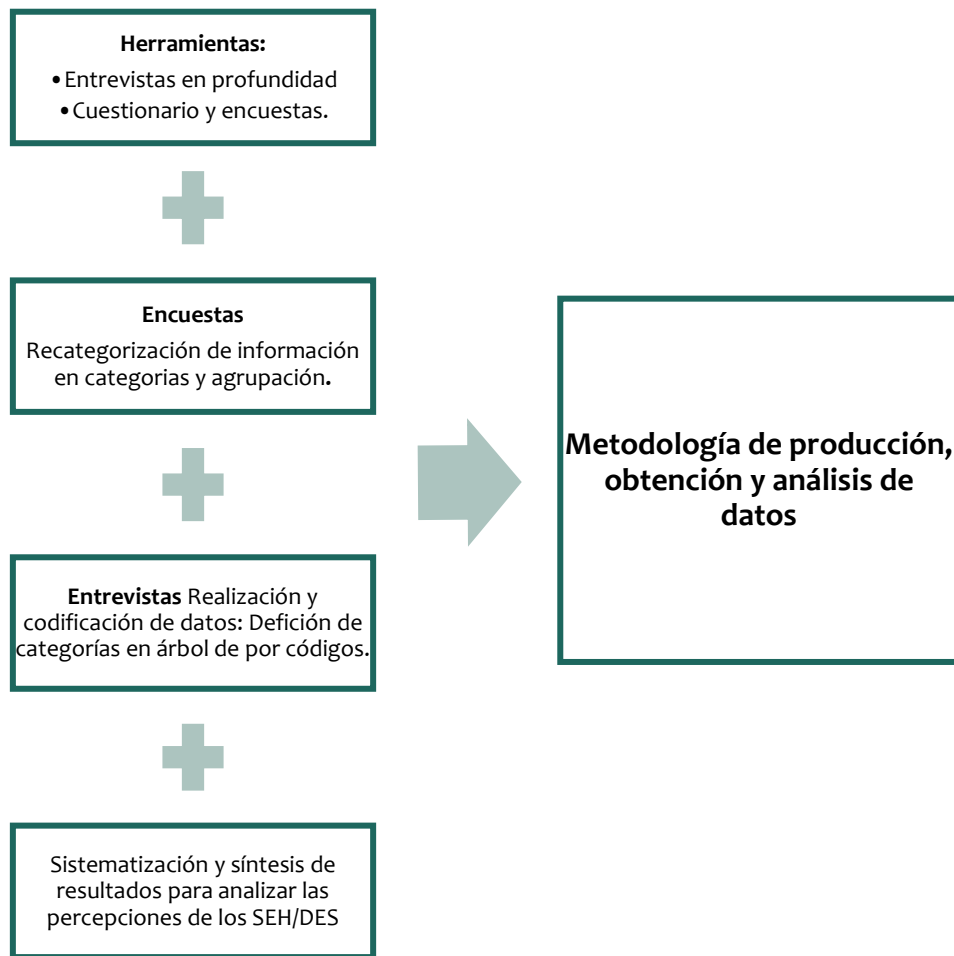 Herramientas:
•Entrevistas en profundidad
•Cuestionario y encuestas.
Encuestas
Recategorización de información
en categorias y agrupación.
Entrevistas Realización y
codificación de datos: Defición de
categorías en árbol de por códigos.
Sistematización y síntesis de
resultados para analizar las
percepciones de los SEH/DES
Metodología de producción,
obtención y análisis de
datos